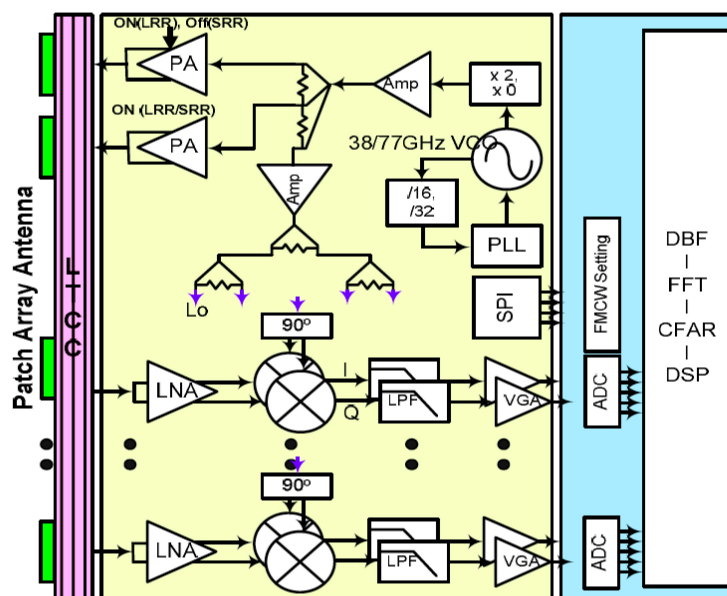 ON(LRR), Off(SRR)
PA
Amp
x 2,
x 0
ON (LRR/SRR)
PA
38/77GHz VCO
/16,
/32
PLL
Amp
Lo
SPI
FMCW Setting
DBF
FFT
CFAR
DSP
Patch Array Antenna
90º
LNA
I
Q
LPF
VGA
ADC
90º
LNA
LPF
VGA
ADC